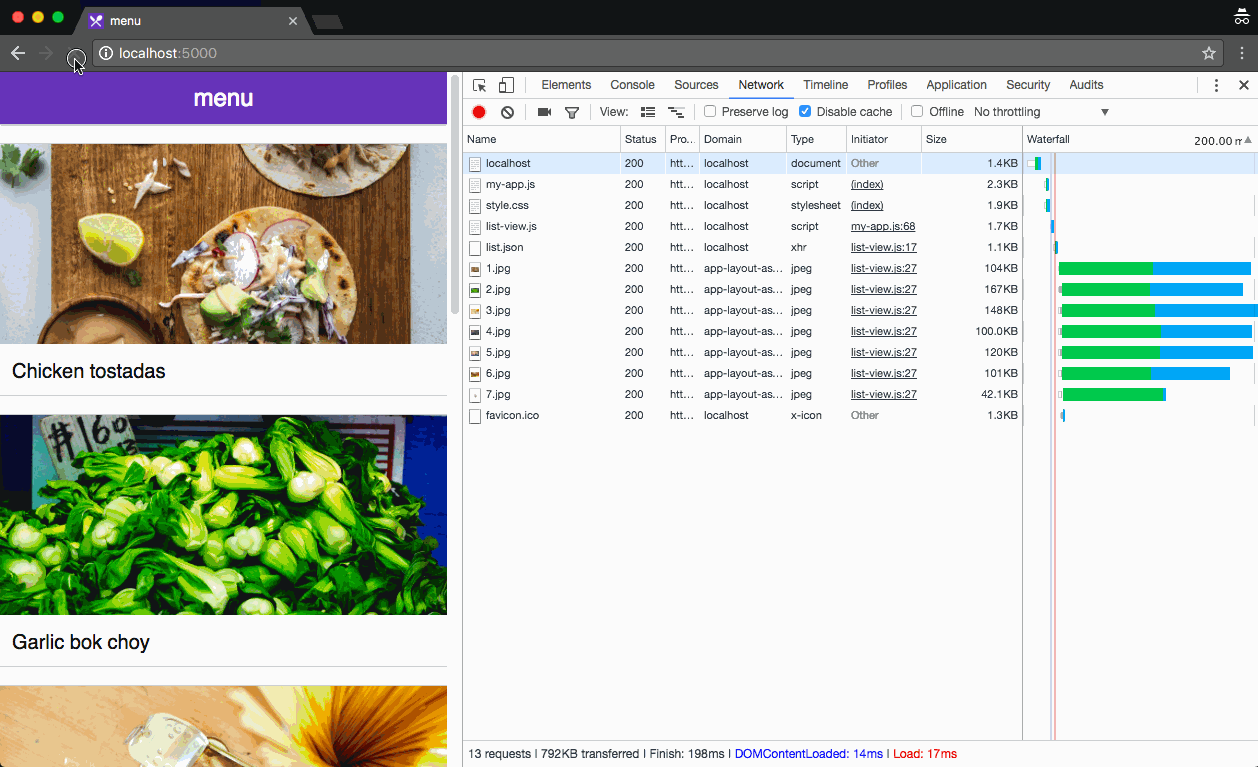 menu
localhost:5000
menu
Chicken tostadas
$160
Garlic bok choy
Elements Console Sources Network Timeline Profiles Application Security Audits
View: Preserve log Disable cache Offline No throttling
Name Status Pro... Domain Type Initiator Size Waterfall 200.00 m
localhost 200 htt... localhost document Other 1.4KB
my-app.js 200 htt... localhost script (index) 2.3KB
style.css 200 htt... localhost stylesheet (index) 1.9KB
list-view.js 200 htt... localhost script my-app.js:68 1.7KB
list.json 200 htt... localhost xhr list-view.js:17 1.1KB
1.jpg 200 htt... app-layout-as... jpeg list-view.js:27 104KB
2.jpg 200 htt... app-layout-as... jpeg list-view.js:27 167KB
3.jpg 200 htt... app-layout-as... jpeg list-view.js:27 148KB
4.jpg 200 htt... app-layout-as... jpeg list-view.js:27 100.0KB
5.jpg 200 htt... app-layout-as... jpeg list-view.js:27 120KB
6.jpg 200 htt... app-layout-as... jpeg list-view.js:27 101KB
7.jpg 200 htt... app-layout-as... jpeg list-view.js:27 42.1KB
favicon.ico 200 htt... localhost x-icon Other 1.3KB
13 requests | 792KB transferred | Finish: 198ms | DOMContentLoaded: 14ms | Load: 17ms